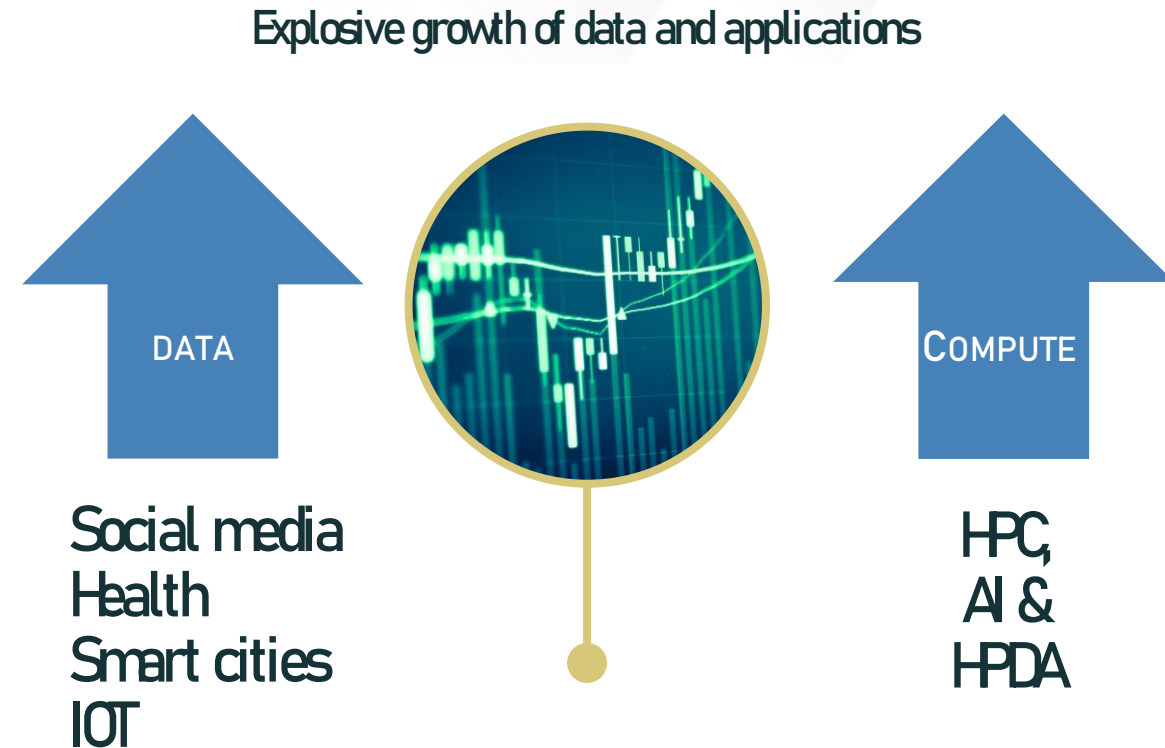 Explosive growth of data and applications
DATA
COMPUTE
Social media
Health
Smart cities
IOT
HPC,
AI &
HPDA